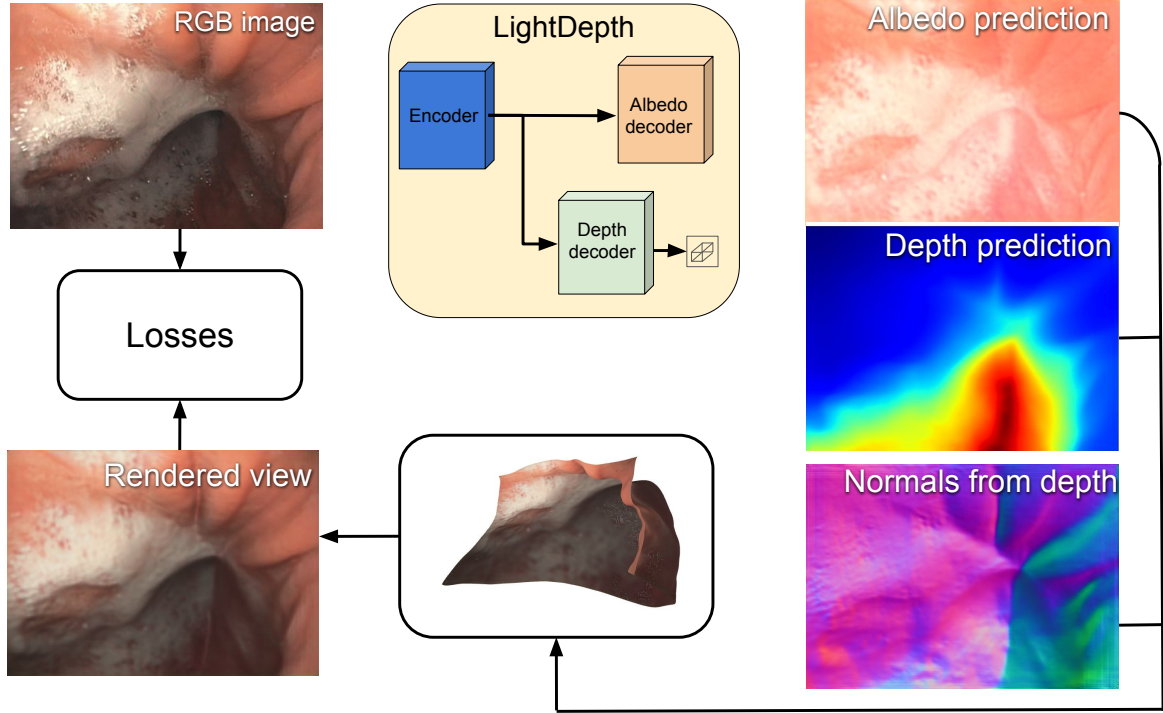 RGB image
LightDepth
Encoder
Albedo
decoder
Depth
decoder
Albedo prediction
Depth prediction
Losses
Rendered view
Normals from depth